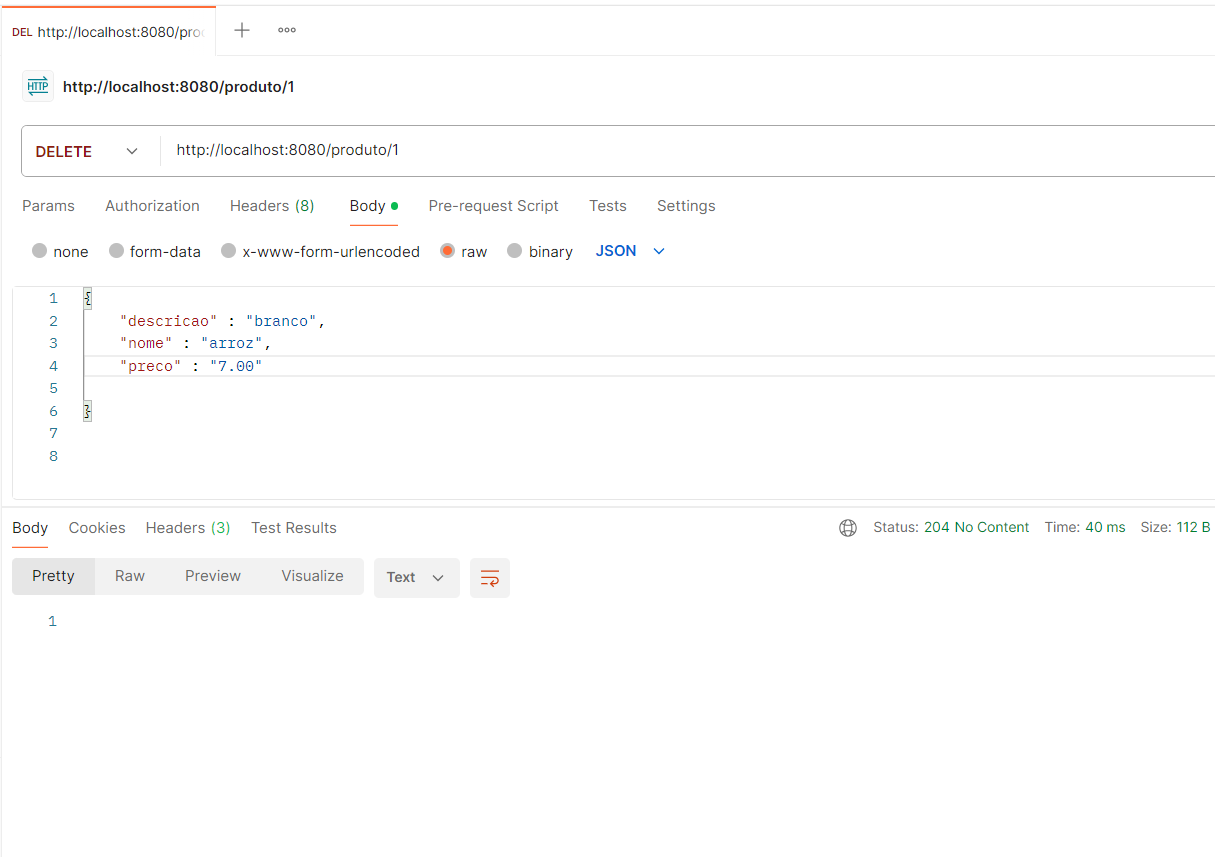 DEL http://localhost:8080/pro
HTTP http://localhost:8080/produto/1
DELETE http://localhost:8080/produto/1
Params Authorization Headers (8) Body Pre-request Script Tests Settings
none form-data x-www-form-urlencoded raw binary JSON
1 {
2 "descricao" : "branco",
3 "nome" : "arroz",
4 "preco" : "7.00"
5
6 }
7
8
Body Cookies Headers (3) Test Results Status: 204 No Content Time: 40 ms Size: 112 B
Pretty Raw Preview Visualize Text
1